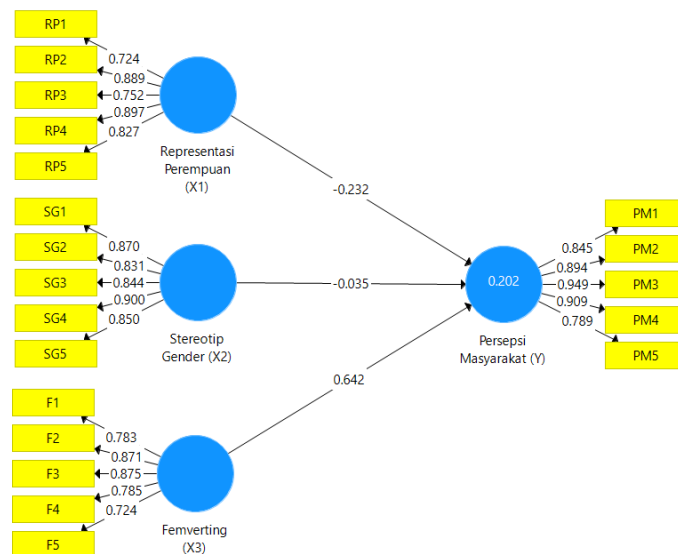 RP1
RP2
RP3
RP4
RP5
0.724
0.889
0.752
0.897
0.827
Representasi
Perempuan
(X1)
-0.232
SG1
SG2
SG3
SG4
SG5
0.870
0.831
0.844
0.900
0.850
Stereotip
Gender (X2)
-0.035
F1
F2
F3
F4
F5
0.783
0.871
0.875
0.785
0.724
Femverting
(X3)
0.642
0.202
Persepsi
Masyarakat (Y)
0.845
0.894
0.949
0.909
0.789
PM1
PM2
PM3
PM4
PM5